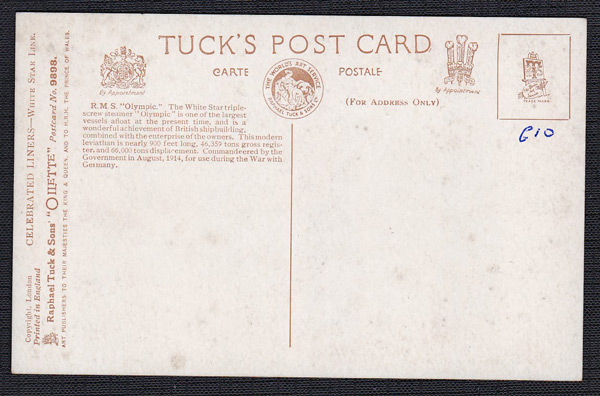 TUCK'S POST CARD
CARTE POSTALE
By Appointment
THE WORLD'S ART SERVICE
RAPHAEL TUCK & SONS LTD
By Appointment
TRADE MARK
(FOR ADDRESS ONLY)
G10
R.M.S. "Olympic." The White Star triple-
screw steamer "Olympic" is one of the largest
vessels afloat at the present time, and is a
wonderful achievement of British shipbuilding,
combined with the enterprise of the owners. This modern
leviathan is nearly 900 feet long, 46,359 tons gross regis-
ter, and 66,000 tons displacement. Commandeered by the
Government in August, 1914, for use during the War with
Germany.
Copyright, London
Printed in England
CELEBRATED LINERS—WHITE STAR LINE.
Raphael Tuck & Sons' "OILETTE" Postcard No. 9898.
ART PUBLISHERS TO THEIR MAJESTIES THE KING & QUEEN, AND TO H.R.H. THE PRINCE OF WALES.